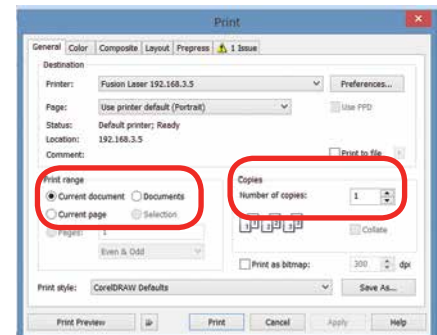 Print
General Color Composite Layout Prepress 1 Issue
Destination
Printer: Fusion Laser 192.168.3.5 Preferences...
Page: Use printer default (Portrait) Use PPD
Status: Default printer; Ready
Location: 192.168.3.5
Comment: Print to file
Print range Copies
Current document Documents Number of copies: 1
Current page Selection
Pages: 1 Collate
Even & Odd
Print as bitmap: 300 dpi
Print style: CorelDRAW Defaults Save As...
Print Preview Print Cancel Apply Help